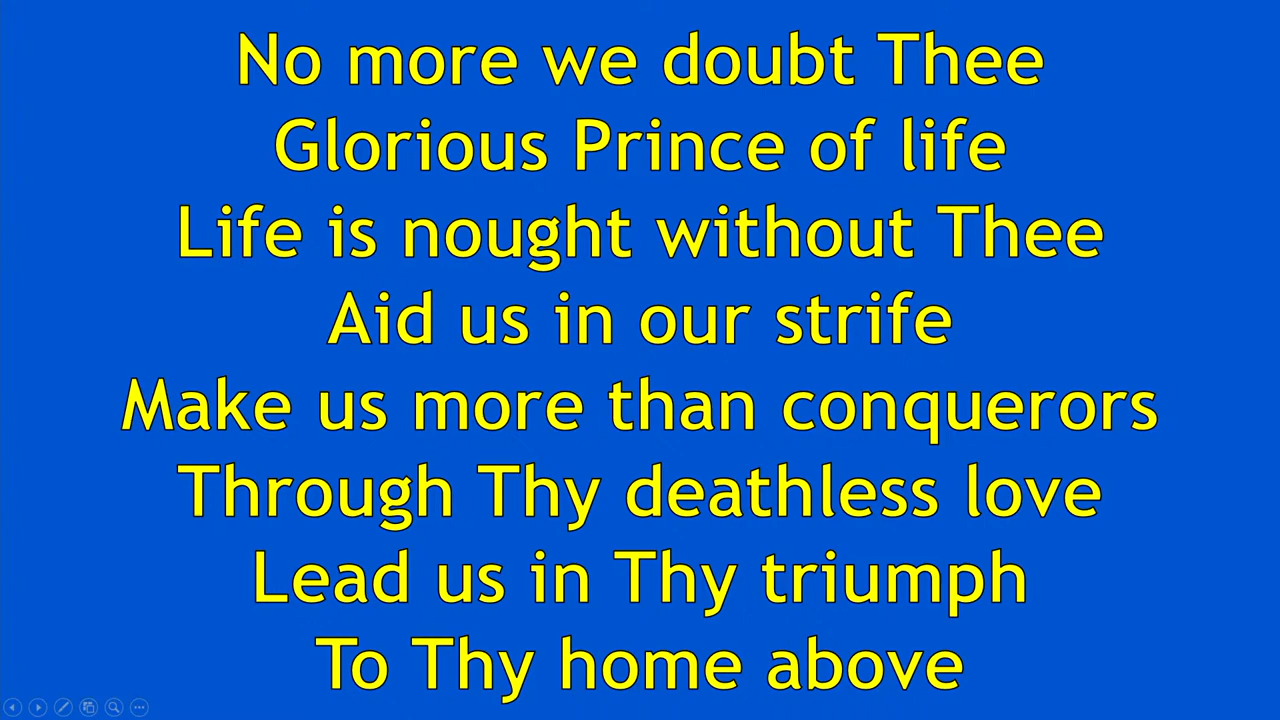 No more we doubt Thee
Glorious Prince of life
Life is nought without Thee
Aid us in our strife
Make us more than conquerors
Through Thy deathless love
Lead us in Thy triumph
To Thy home above